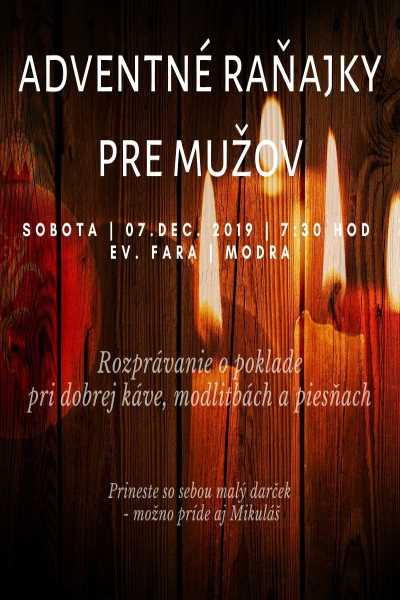 ADVENTNÉ RAŇAJKY
PRE MUŽOV
SOBOTA | 07.DEC. 2019 | 7:30 HOD
EV. FARA | MODRA
Rozprávanie o poklade
pri dobrej káve, modlitbách a piesňach
Prineste so sebou malý darček
- možno príde aj Mikuláš